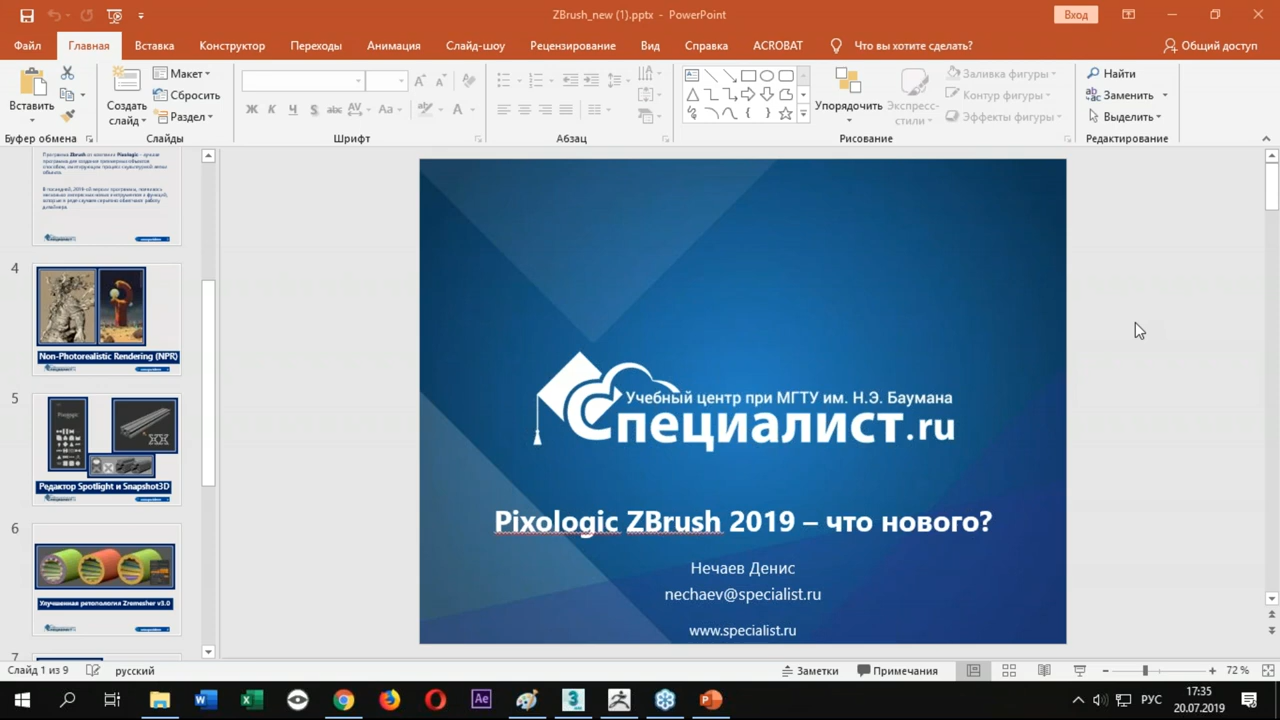 ZBrush_new (1).pptx - PowerPoint
Вход
Файл Главная Вставка Конструктор Переходы Анимация Слайд-шоу Рецензирование Вид Справка ACROBAT Что вы хотите сделать? Общий доступ
Вставить
Создать слайд
Макет
Сбросить
Раздел
Ж К Ч S abc AV Aa
A
Упорядочить
Экспресс-стили
Заливка фигуры
Контур фигуры
Эффекты фигуры
Найти
Заменить
Выделить
Буфер обмена Слайды Шрифт Абзац Рисование Редактирование
4
Non-Photorealistic Rendering (NPR)
5
Pixologic
Редактор Spotlight и Snapshot3D
6
Улучшенная ретопология Zremesher v3.0
7
Учебный центр при МГТУ им. Н.Э. Баумана
Специалист.ru
Pixologic ZBrush 2019 – что нового?
Нечаев Денис
nechaev@specialist.ru
www.specialist.ru
Слайд 1 из 9 русский Заметки Примечания 72 %
РУС
17:35
20.07.2019